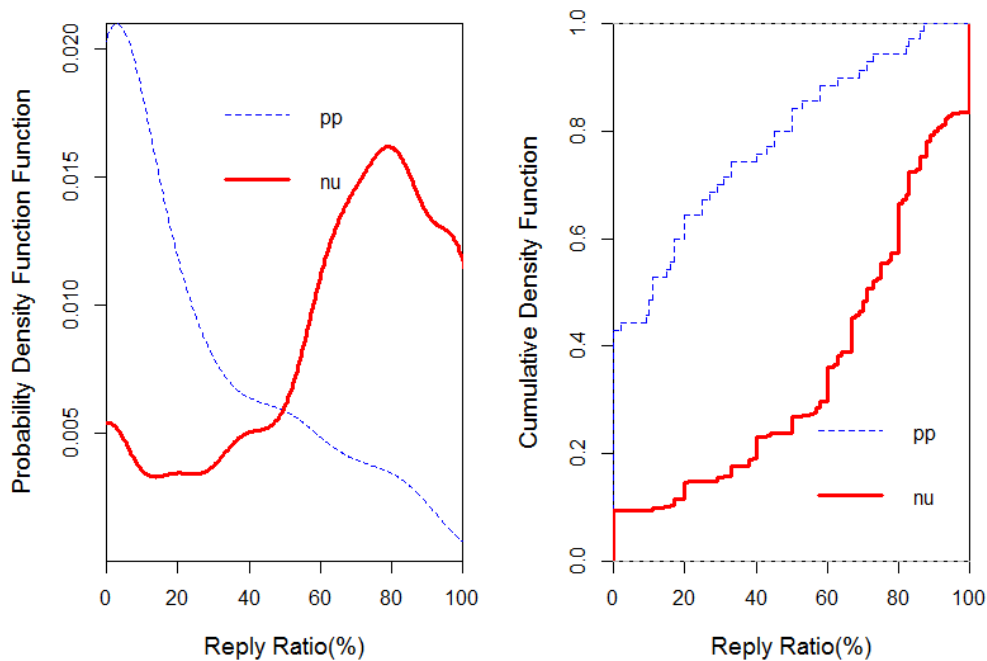 Probability Density Function
0.020
0.015
0.010
0.005
pp
nu
0 20 40 60 80 100
Reply Ratio(%)
Cumulative Density Function
1.0
0.8
0.6
0.4
0.2
0.0
pp
nu
0 20 40 60 80 100
Reply Ratio(%)